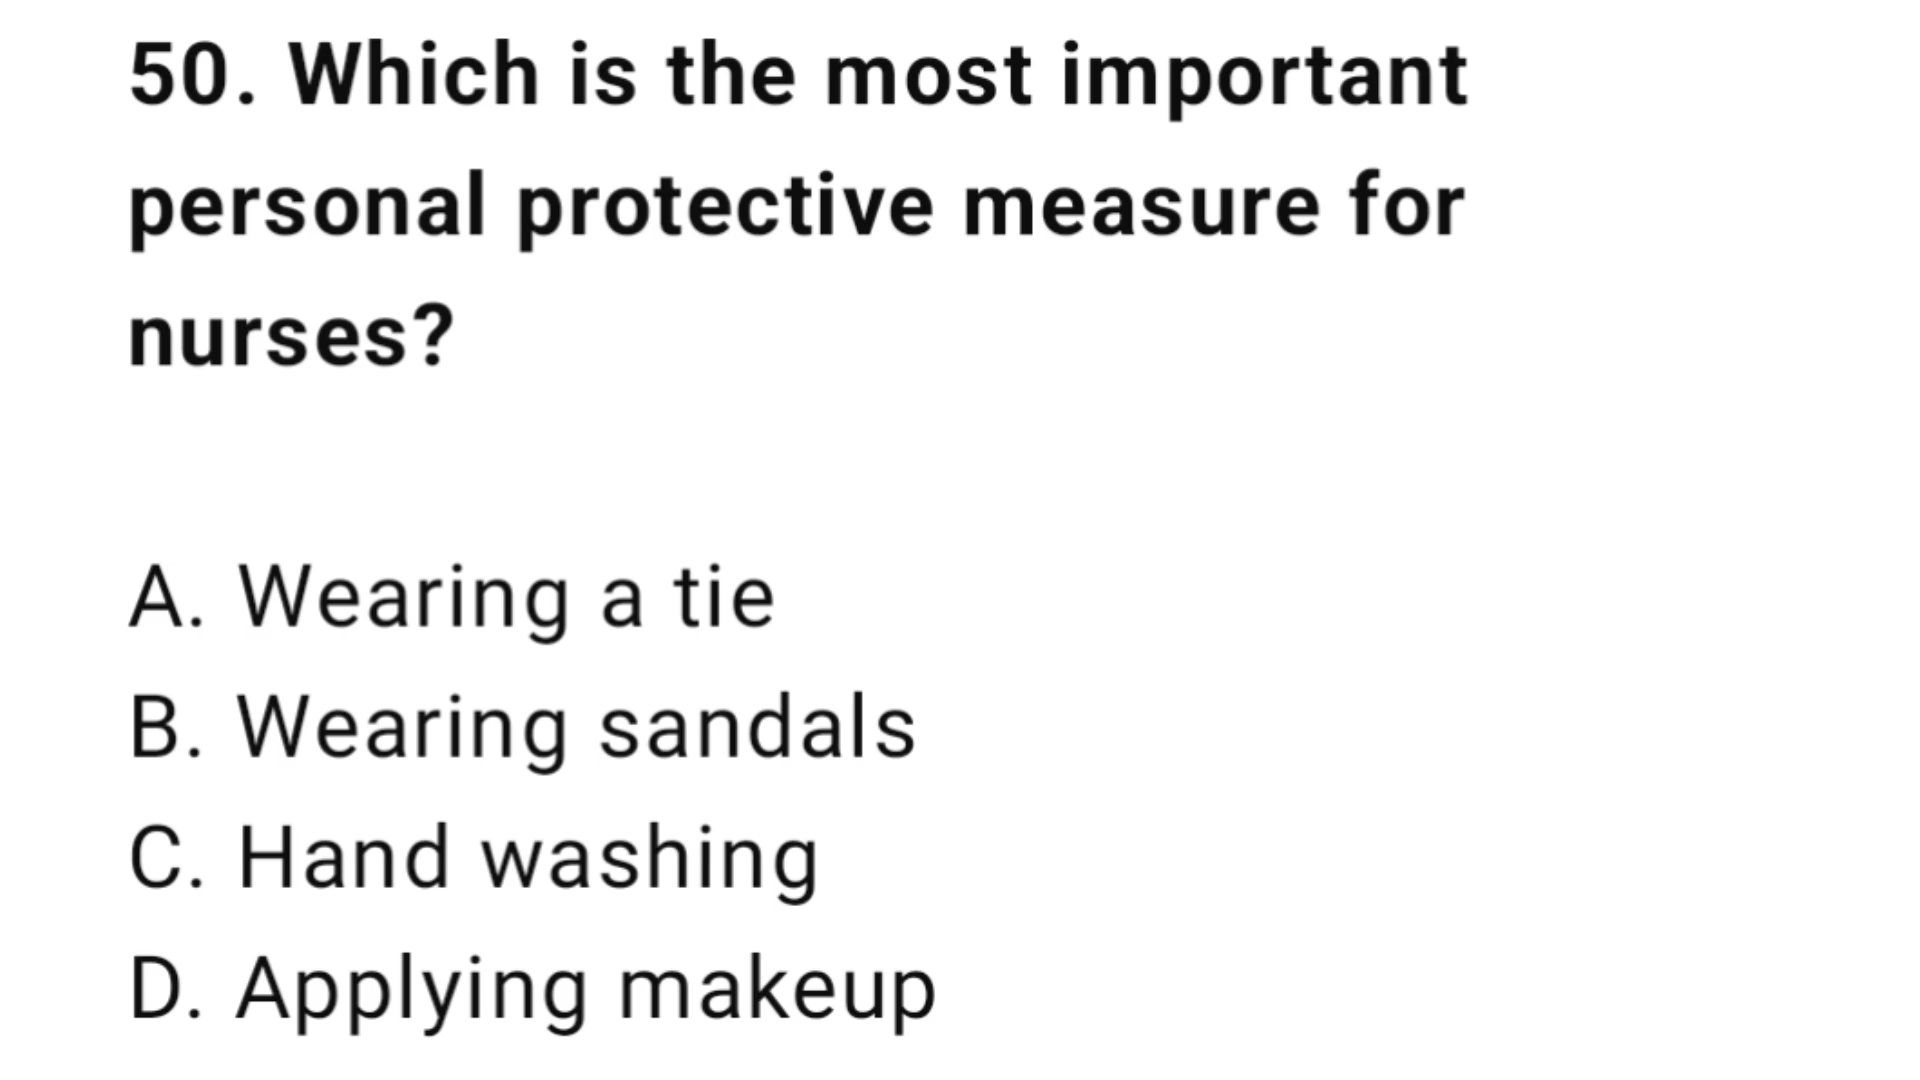 50. Which is the most important
personal protective measure for
nurses?
A. Wearing a tie
B. Wearing sandals
C. Hand washing
D. Applying makeup